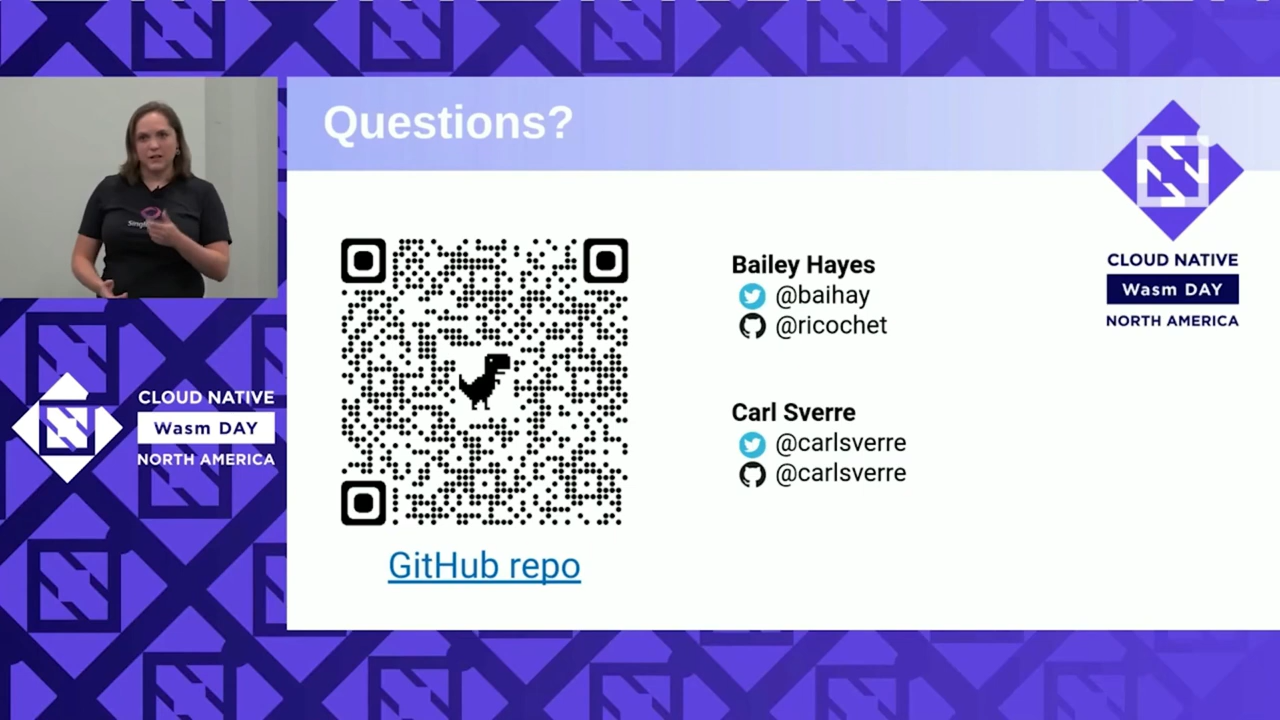 Questions?
CLOUD NATIVE
Wasm DAY
NORTH AMERICA
Bailey Hayes
@baihay
@ricochet
Carl Sverre
@carlsverre
@carlsverre
GitHub repo
CLOUD NATIVE
Wasm DAY
NORTH AMERICA